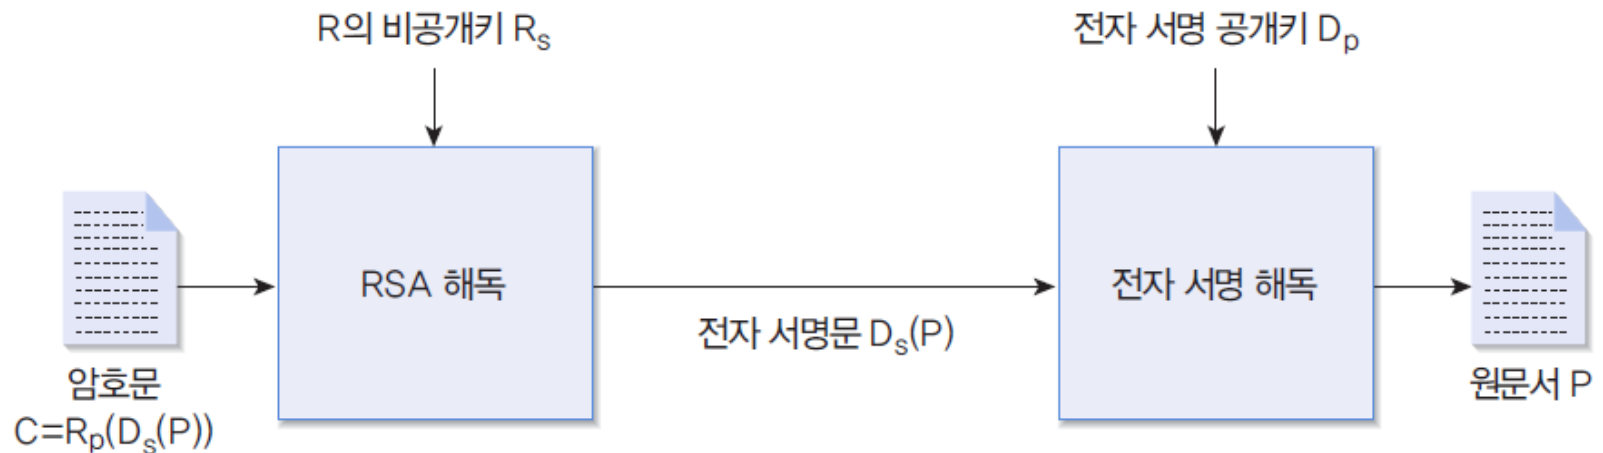 R의 비공개키 Rs
전자 서명 공개키 Dp
RSA 해독
전자 서명 해독
전자 서명문 Ds(P)
암호문
C=Rp(Ds(P))
원문서 P